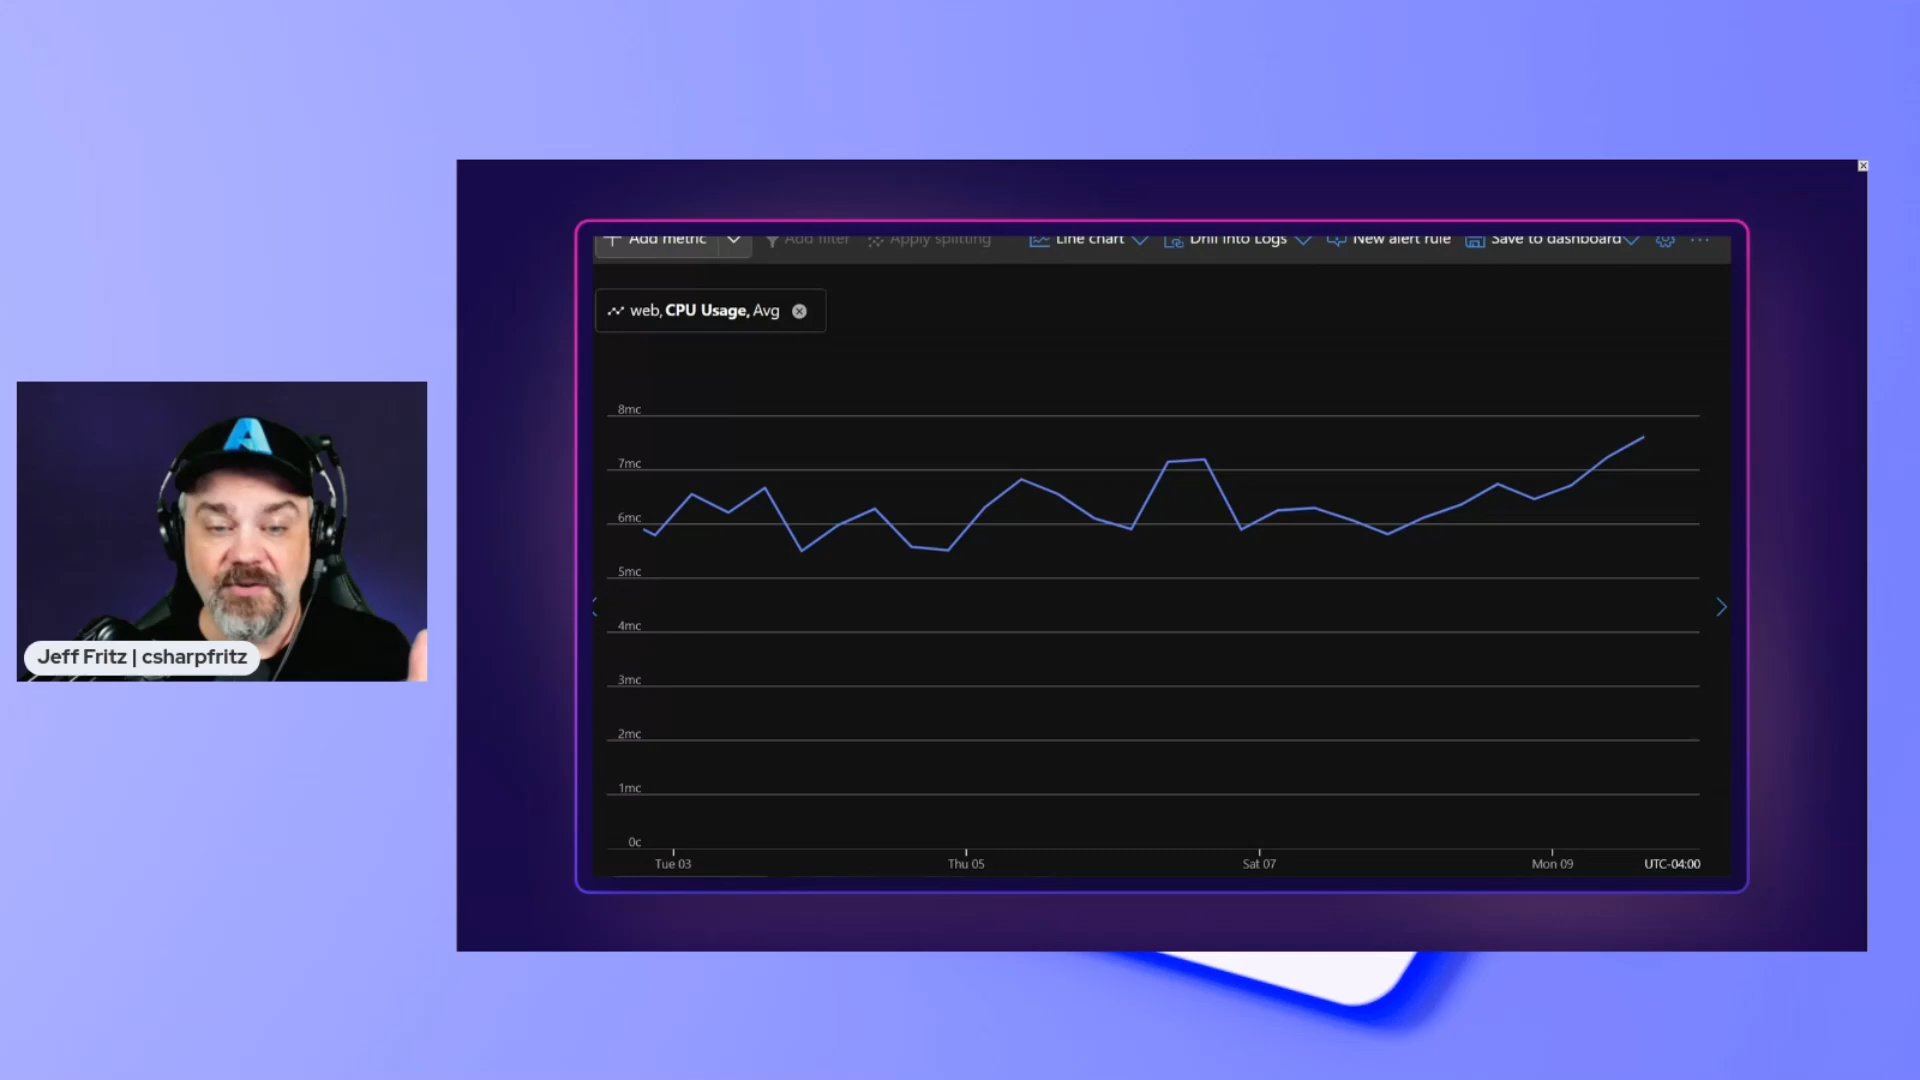 Add metric
Add filter
Apply splitting
Line chart
Drill into Logs
New alert rule
Save to dashboard
web, CPU Usage, Avg
8mc
7mc
6mc
5mc
4mc
3mc
2mc
1mc
0c
Tue 03
Thu 05
Sat 07
Mon 09
UTC-04:00
Jeff Fritz | csharpfritz